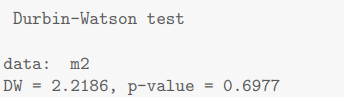 Durbin-Watson test
data: m2
DW = 2.2186, p-value = 0.6977